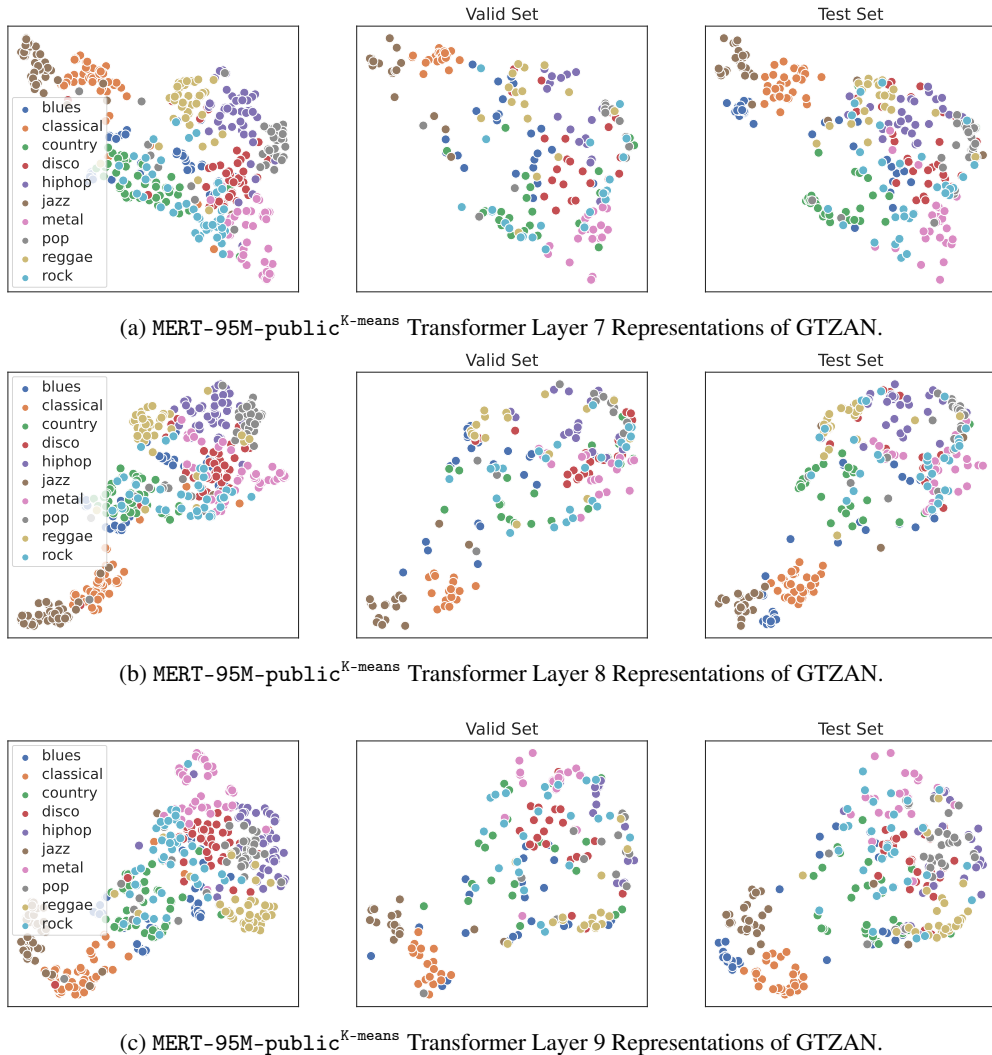 Valid Set
Test Set
blues
classical
country
disco
hiphop
jazz
metal
pop
reggae
rock
(a) MERT-95M-public^K-means Transformer Layer 7 Representations of GTZAN.
Valid Set
Test Set
blues
classical
country
disco
hiphop
jazz
metal
pop
reggae
rock
(b) MERT-95M-public^K-means Transformer Layer 8 Representations of GTZAN.
Valid Set
Test Set
blues
classical
country
disco
hiphop
jazz
metal
pop
reggae
rock
(c) MERT-95M-public^K-means Transformer Layer 9 Representations of GTZAN.